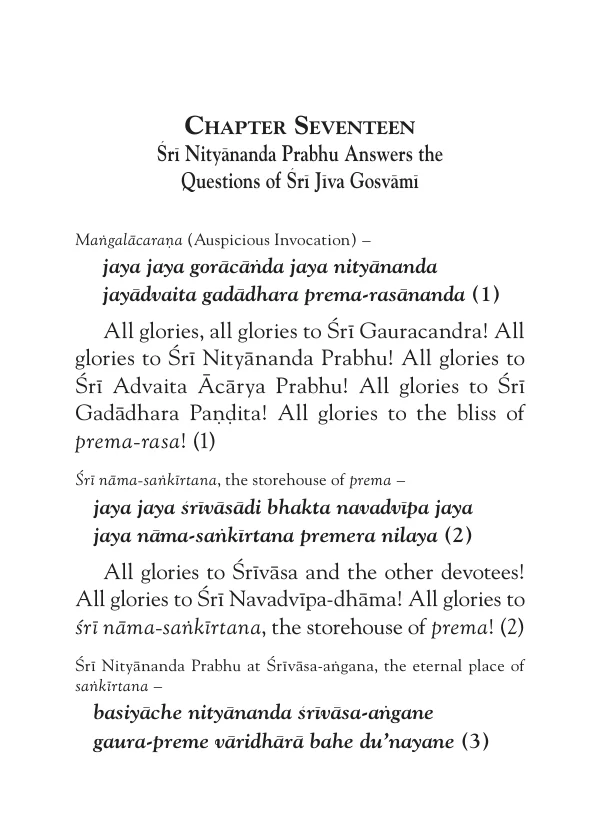 CHAPTER SEVENTEEN
Śrī Nityānanda Prabhu Answers the
Questions of Śrī Jīva Gosvāmī
Maṅgalācaraṇa (Auspicious Invocation) –
jaya jaya gorācāṅda jaya nityānanda
jayādvaita gadādhara prema-rasānanda (1)
All glories, all glories to Śrī Gauracandra! All
glories to Śrī Nityānanda Prabhu! All glories to
Śrī Advaita Ācārya Prabhu! All glories to Śrī
Gadādhara Paṇḍita! All glories to the bliss of
prema-rasa! (1)
Śrī nāma-saṅkīrtana, the storehouse of prema –
jaya jaya śrīvāsādi bhakta navadvīpa jaya
jaya nāma-saṅkīrtana premera nilaya (2)
All glories to Śrīvāsa and the other devotees!
All glories to Śrī Navadvīpa-dhāma! All glories to
śrī nāma-saṅkīrtana, the storehouse of prema! (2)
Śrī Nityānanda Prabhu at Śrīvāsa-aṅgana, the eternal place of
saṅkīrtana –
basiyāche nityānanda śrīvāsa-aṅgane
gaura-preme vāridhārā bahe du’nayane (3)